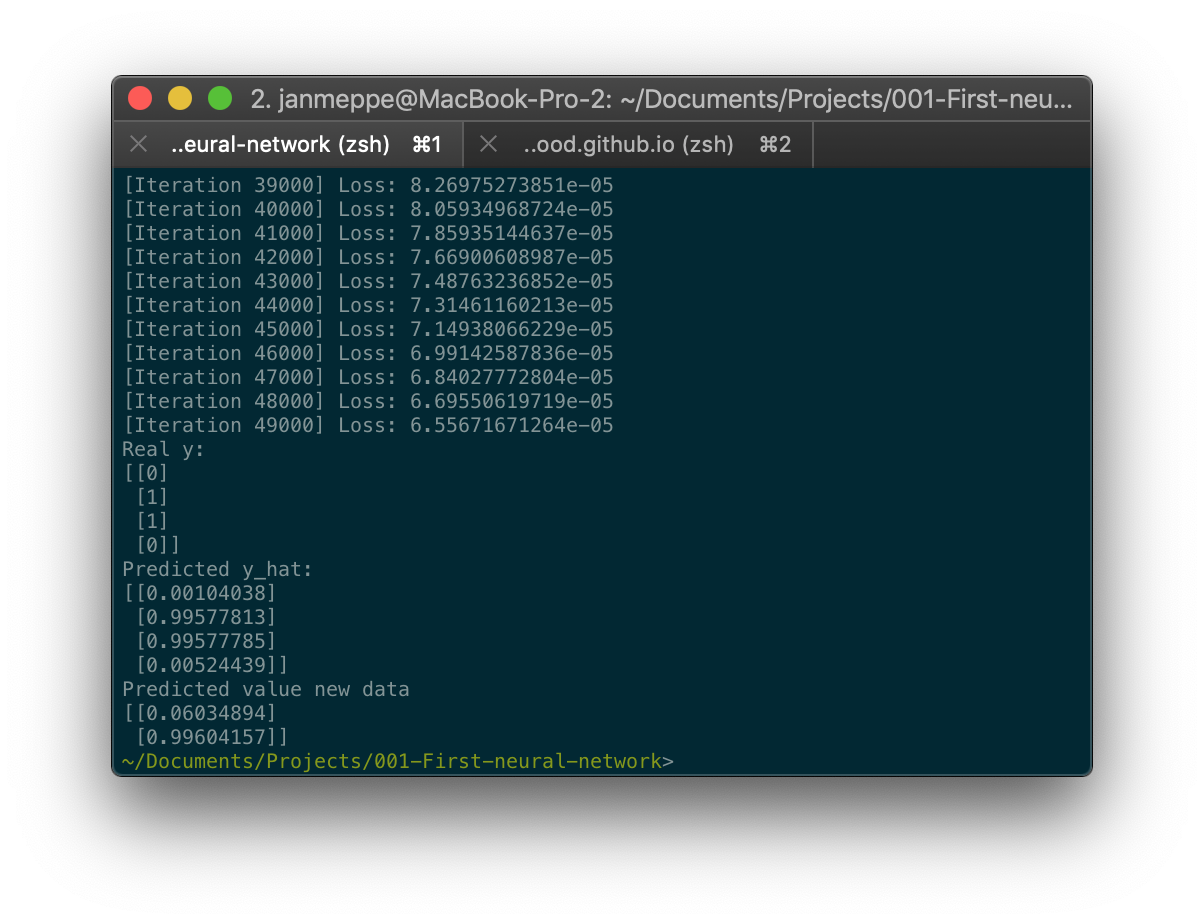 2. janmeppe@MacBook-Pro-2: ~/Documents/Projects/001-First-neu...
..eural-network (zsh) ⌘1 ..ood.github.io (zsh) ⌘2
[Iteration 39000] Loss: 8.26975273851e-05
[Iteration 40000] Loss: 8.05934968724e-05
[Iteration 41000] Loss: 7.85935144637e-05
[Iteration 42000] Loss: 7.66900608987e-05
[Iteration 43000] Loss: 7.48763236852e-05
[Iteration 44000] Loss: 7.31461160213e-05
[Iteration 45000] Loss: 7.14938066229e-05
[Iteration 46000] Loss: 6.99142587836e-05
[Iteration 47000] Loss: 6.84027772804e-05
[Iteration 48000] Loss: 6.69550619719e-05
[Iteration 49000] Loss: 6.55671671264e-05
Real y:
[[0]
 [1]
 [1]
 [0]]
Predicted y_hat:
[[0.00104038]
 [0.99577813]
 [0.99577785]
 [0.00524439]]
Predicted value new data
[[0.06034894]
 [0.99604157]]
~/Documents/Projects/001-First-neural-network>